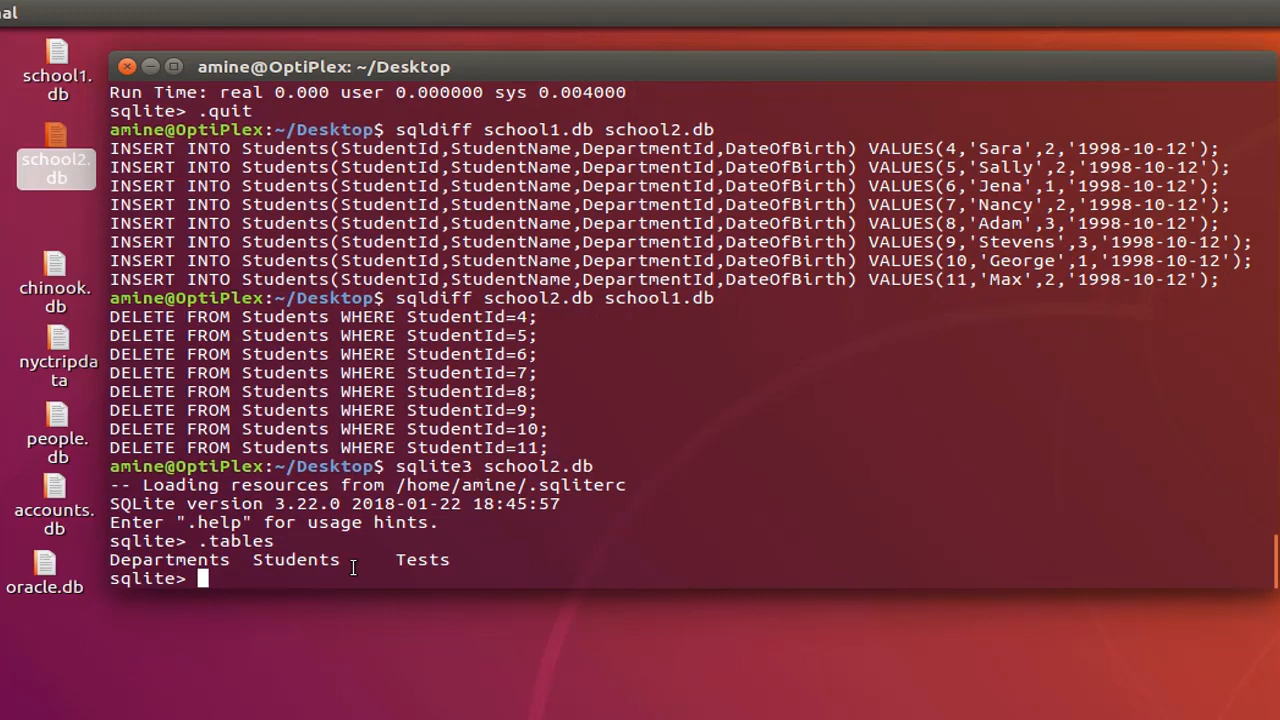 nal
school1.
db
school2.
db
chinook.
db
nyctripda
ta
people.
db
accounts.
db
oracle.db
amine@OptiPlex: ~/Desktop
Run Time: real 0.000 user 0.000000 sys 0.004000
sqlite> .quit
amine@OptiPlex:~/Desktop$ sqldiff school1.db school2.db
INSERT INTO Students(StudentId,StudentName,DepartmentId,DateOfBirth) VALUES(4,'Sara',2,'1998-10-12');
INSERT INTO Students(StudentId,StudentName,DepartmentId,DateOfBirth) VALUES(5,'Sally',2,'1998-10-12');
INSERT INTO Students(StudentId,StudentName,DepartmentId,DateOfBirth) VALUES(6,'Jena',1,'1998-10-12');
INSERT INTO Students(StudentId,StudentName,DepartmentId,DateOfBirth) VALUES(7,'Nancy',2,'1998-10-12');
INSERT INTO Students(StudentId,StudentName,DepartmentId,DateOfBirth) VALUES(8,'Adam',3,'1998-10-12');
INSERT INTO Students(StudentId,StudentName,DepartmentId,DateOfBirth) VALUES(9,'Stevens',3,'1998-10-12');
INSERT INTO Students(StudentId,StudentName,DepartmentId,DateOfBirth) VALUES(10,'George',1,'1998-10-12');
INSERT INTO Students(StudentId,StudentName,DepartmentId,DateOfBirth) VALUES(11,'Max',2,'1998-10-12');
amine@OptiPlex:~/Desktop$ sqldiff school2.db school1.db
DELETE FROM Students WHERE StudentId=4;
DELETE FROM Students WHERE StudentId=5;
DELETE FROM Students WHERE StudentId=6;
DELETE FROM Students WHERE StudentId=7;
DELETE FROM Students WHERE StudentId=8;
DELETE FROM Students WHERE StudentId=9;
DELETE FROM Students WHERE StudentId=10;
DELETE FROM Students WHERE StudentId=11;
amine@OptiPlex:~/Desktop$ sqlite3 school2.db
-- Loading resources from /home/amine/.sqliterc
SQLite version 3.22.0 2018-01-22 18:45:57
Enter ".help" for usage hints.
sqlite> .tables
Departments  Students     Tests
sqlite>